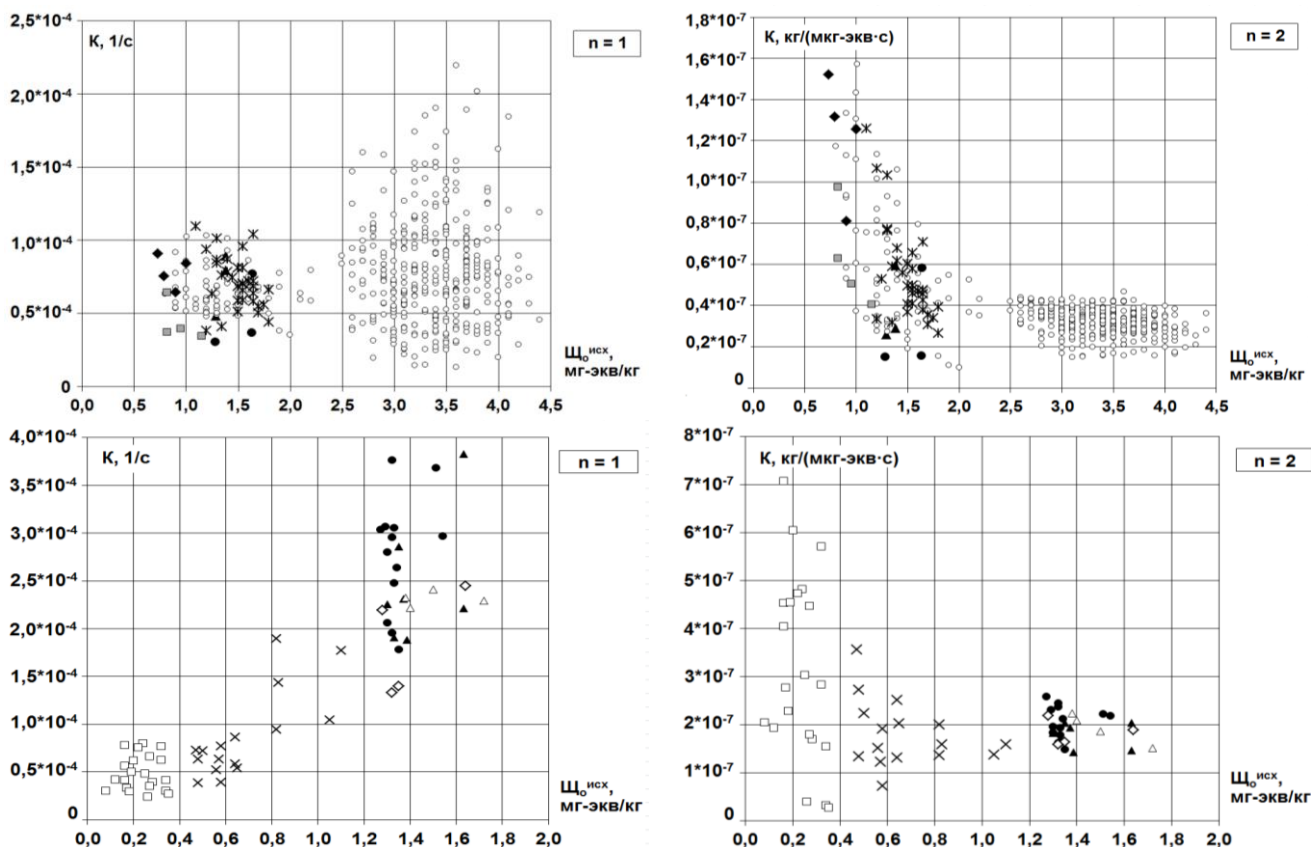 2,5*10⁻⁴
K, 1/c
n = 1
2,0*10⁻⁴
1,5*10⁻⁴
1,0*10⁻⁴
0,5*10⁻⁴
0
0,0 0,5 1,0 1,5 2,0 2,5 3,0 3,5 4,0 4,5
Щₒᶦᶜˣ,
мг-экв/кг
1,8*10⁻⁷
К, кг/(мкг-экв·с)
n = 2
1,6*10⁻⁷
1,4*10⁻⁷
1,2*10⁻⁷
1,0*10⁻⁷
0,8*10⁻⁷
0,6*10⁻⁷
0,4*10⁻⁷
0,2*10⁻⁷
0
0,0 0,5 1,0 1,5 2,0 2,5 3,0 3,5 4,0 4,5
Щₒисх,
мг-экв/кг
4,0*10⁻⁴
К, 1/с
n = 1
3,5*10⁻⁴
3,0*10⁻⁴
2,5*10⁻⁴
2,0*10⁻⁴
1,5*10⁻⁴
1,0*10⁻⁴
0,5*10⁻⁴
0
0,0 0,2 0,4 0,6 0,8 1,0 1,2 1,4 1,6 1,8 2,0
Щₒисх,
мг-экв/кг
8*10⁻⁷
К, кг/(мкг-экв·с)
n = 2
7*10⁻⁷
6*10⁻⁷
5*10⁻⁷
4*10⁻⁷
3*10⁻⁷
2*10⁻⁷
1*10⁻⁷
0
0,0 0,2 0,4 0,6 0,8 1,0 1,2 1,4 1,6 1,8 2,0
Щₒисх,
мг-экв/кг